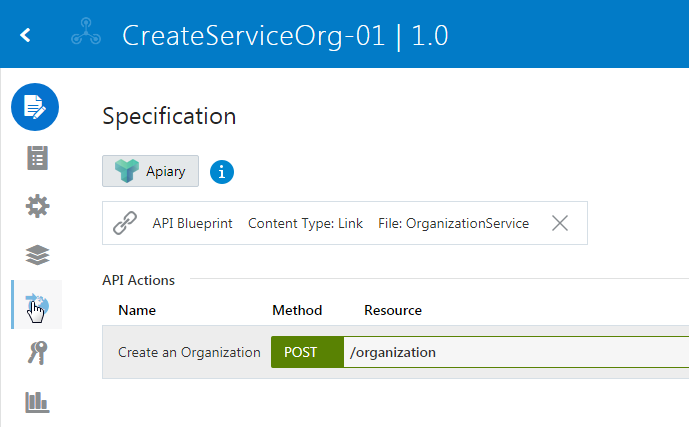 CreateServiceOrg-01 | 1.0
Specification
Apiary
API Blueprint Content Type: Link File: OrganizationService
API Actions
Name Method Resource
Create an Organization POST /organization